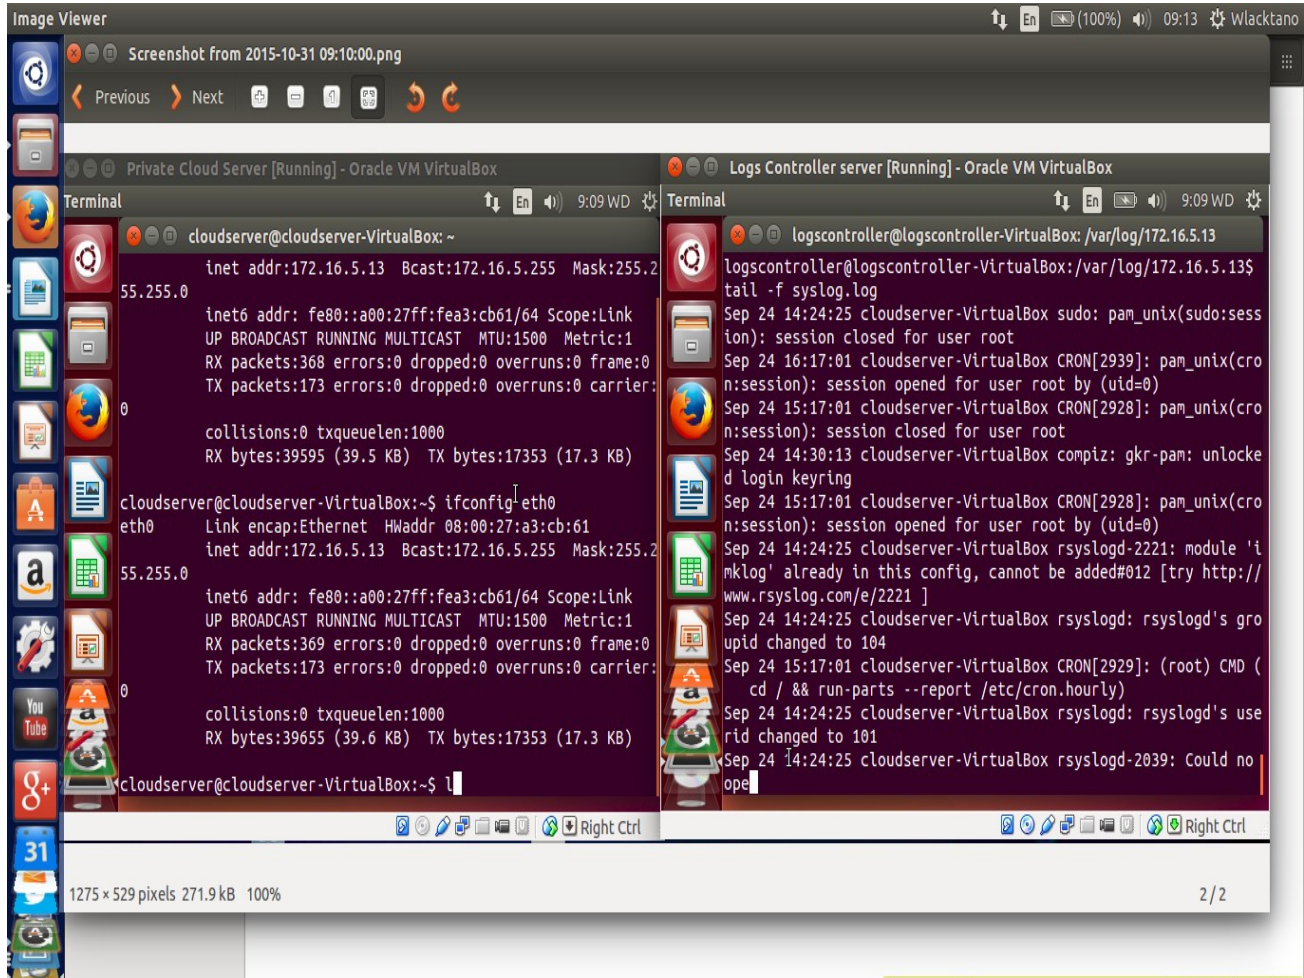 Image Viewer
En (100%) 09:13 Wlacktano
Screenshot from 2015-10-31 09:10:00.png
Previous Next
Private Cloud Server [Running] - Oracle VM VirtualBox
Terminal
En 9:09 WD
cloudserver@cloudserver-VirtualBox: ~
inet addr:172.16.5.13 Bcast:172.16.5.255 Mask:255.2
55.255.0
inet6 addr: fe80::a00:27ff:fea3:cb61/64 Scope:Link
UP BROADCAST RUNNING MULTICAST MTU:1500 Metric:1
RX packets:368 errors:0 dropped:0 overruns:0 frame:0
TX packets:173 errors:0 dropped:0 overruns:0 carrier:
0
collisions:0 txqueuelen:1000
RX bytes:39595 (39.5 KB) TX bytes:17353 (17.3 KB)
cloudserver@cloudserver-VirtualBox:~$ ifconfig eth0
eth0 Link encap:Ethernet HWaddr 08:00:27:a3:cb:61
inet addr:172.16.5.13 Bcast:172.16.5.255 Mask:255.2
55.255.0
inet6 addr: fe80::a00:27ff:fea3:cb61/64 Scope:Link
UP BROADCAST RUNNING MULTICAST MTU:1500 Metric:1
RX packets:369 errors:0 dropped:0 overruns:0 frame:0
TX packets:173 errors:0 dropped:0 overruns:0 carrier:
0
collisions:0 txqueuelen:1000
RX bytes:39655 (39.6 KB) TX bytes:17353 (17.3 KB)
cloudserver@cloudserver-VirtualBox:~$ l
Right Ctrl
Logs Controller server [Running] - Oracle VM VirtualBox
Terminal
En 9:09 WD
logscontroller@logscontroller-VirtualBox: /var/log/172.16.5.13
logscontroller@logscontroller-VirtualBox:/var/log/172.16.5.13$
tail -f syslog.log
Sep 24 14:24:25 cloudserver-VirtualBox sudo: pam_unix(sudo:sess
ion): session closed for user root
Sep 24 16:17:01 cloudserver-VirtualBox CRON[2939]: pam_unix(cro
n:session): session opened for user root by (uid=0)
Sep 24 15:17:01 cloudserver-VirtualBox CRON[2928]: pam_unix(cro
n:session): session closed for user root
Sep 24 14:30:13 cloudserver-VirtualBox compiz: gkr-pam: unlocke
d login keyring
Sep 24 15:17:01 cloudserver-VirtualBox CRON[2928]: pam_unix(cro
n:session): session opened for user root by (uid=0)
Sep 24 14:24:25 cloudserver-VirtualBox rsyslogd-2221: module 'i
mklog' already in this config, cannot be added#012 [try http://
www.rsyslog.com/e/2221 ]
Sep 24 14:24:25 cloudserver-VirtualBox rsyslogd: rsyslogd's gro
upid changed to 104
Sep 24 15:17:01 cloudserver-VirtualBox CRON[2929]: (root) CMD (
cd / && run-parts --report /etc/cron.hourly)
Sep 24 14:24:25 cloudserver-VirtualBox rsyslogd: rsyslogd's use
rid changed to 101
Sep 24 14:24:25 cloudserver-VirtualBox rsyslogd-2039: Could no
ope
Right Ctrl
a
You
Tube
g+
31
1275 × 529 pixels 271.9 kB 100%
2 / 2